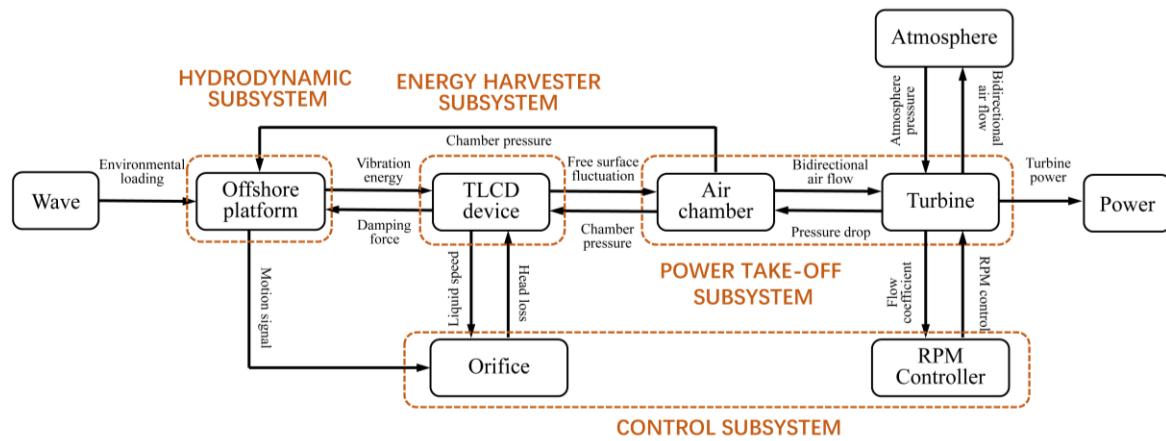 Atmosphere
HYDRODYNAMIC
SUBSYSTEM
ENERGY HARVESTER
SUBSYSTEM
Atmosphere
pressure
Bidirectional
air flow
Chamber pressure
Environmental
loading
Vibration
energy
Free surface
fluctuation
Bidirectional
air flow
Turbine
power
Wave
Offshore
platform
TLCD
device
Air
chamber
Turbine
Power
Damping
force
Chamber
pressure
Pressure drop
POWER TAKE-OFF
SUBSYSTEM
Motion signal
Liquid speed
Head loss
Flow
coefficient
RPM control
Orifice
RPM
Controller
CONTROL SUBSYSTEM